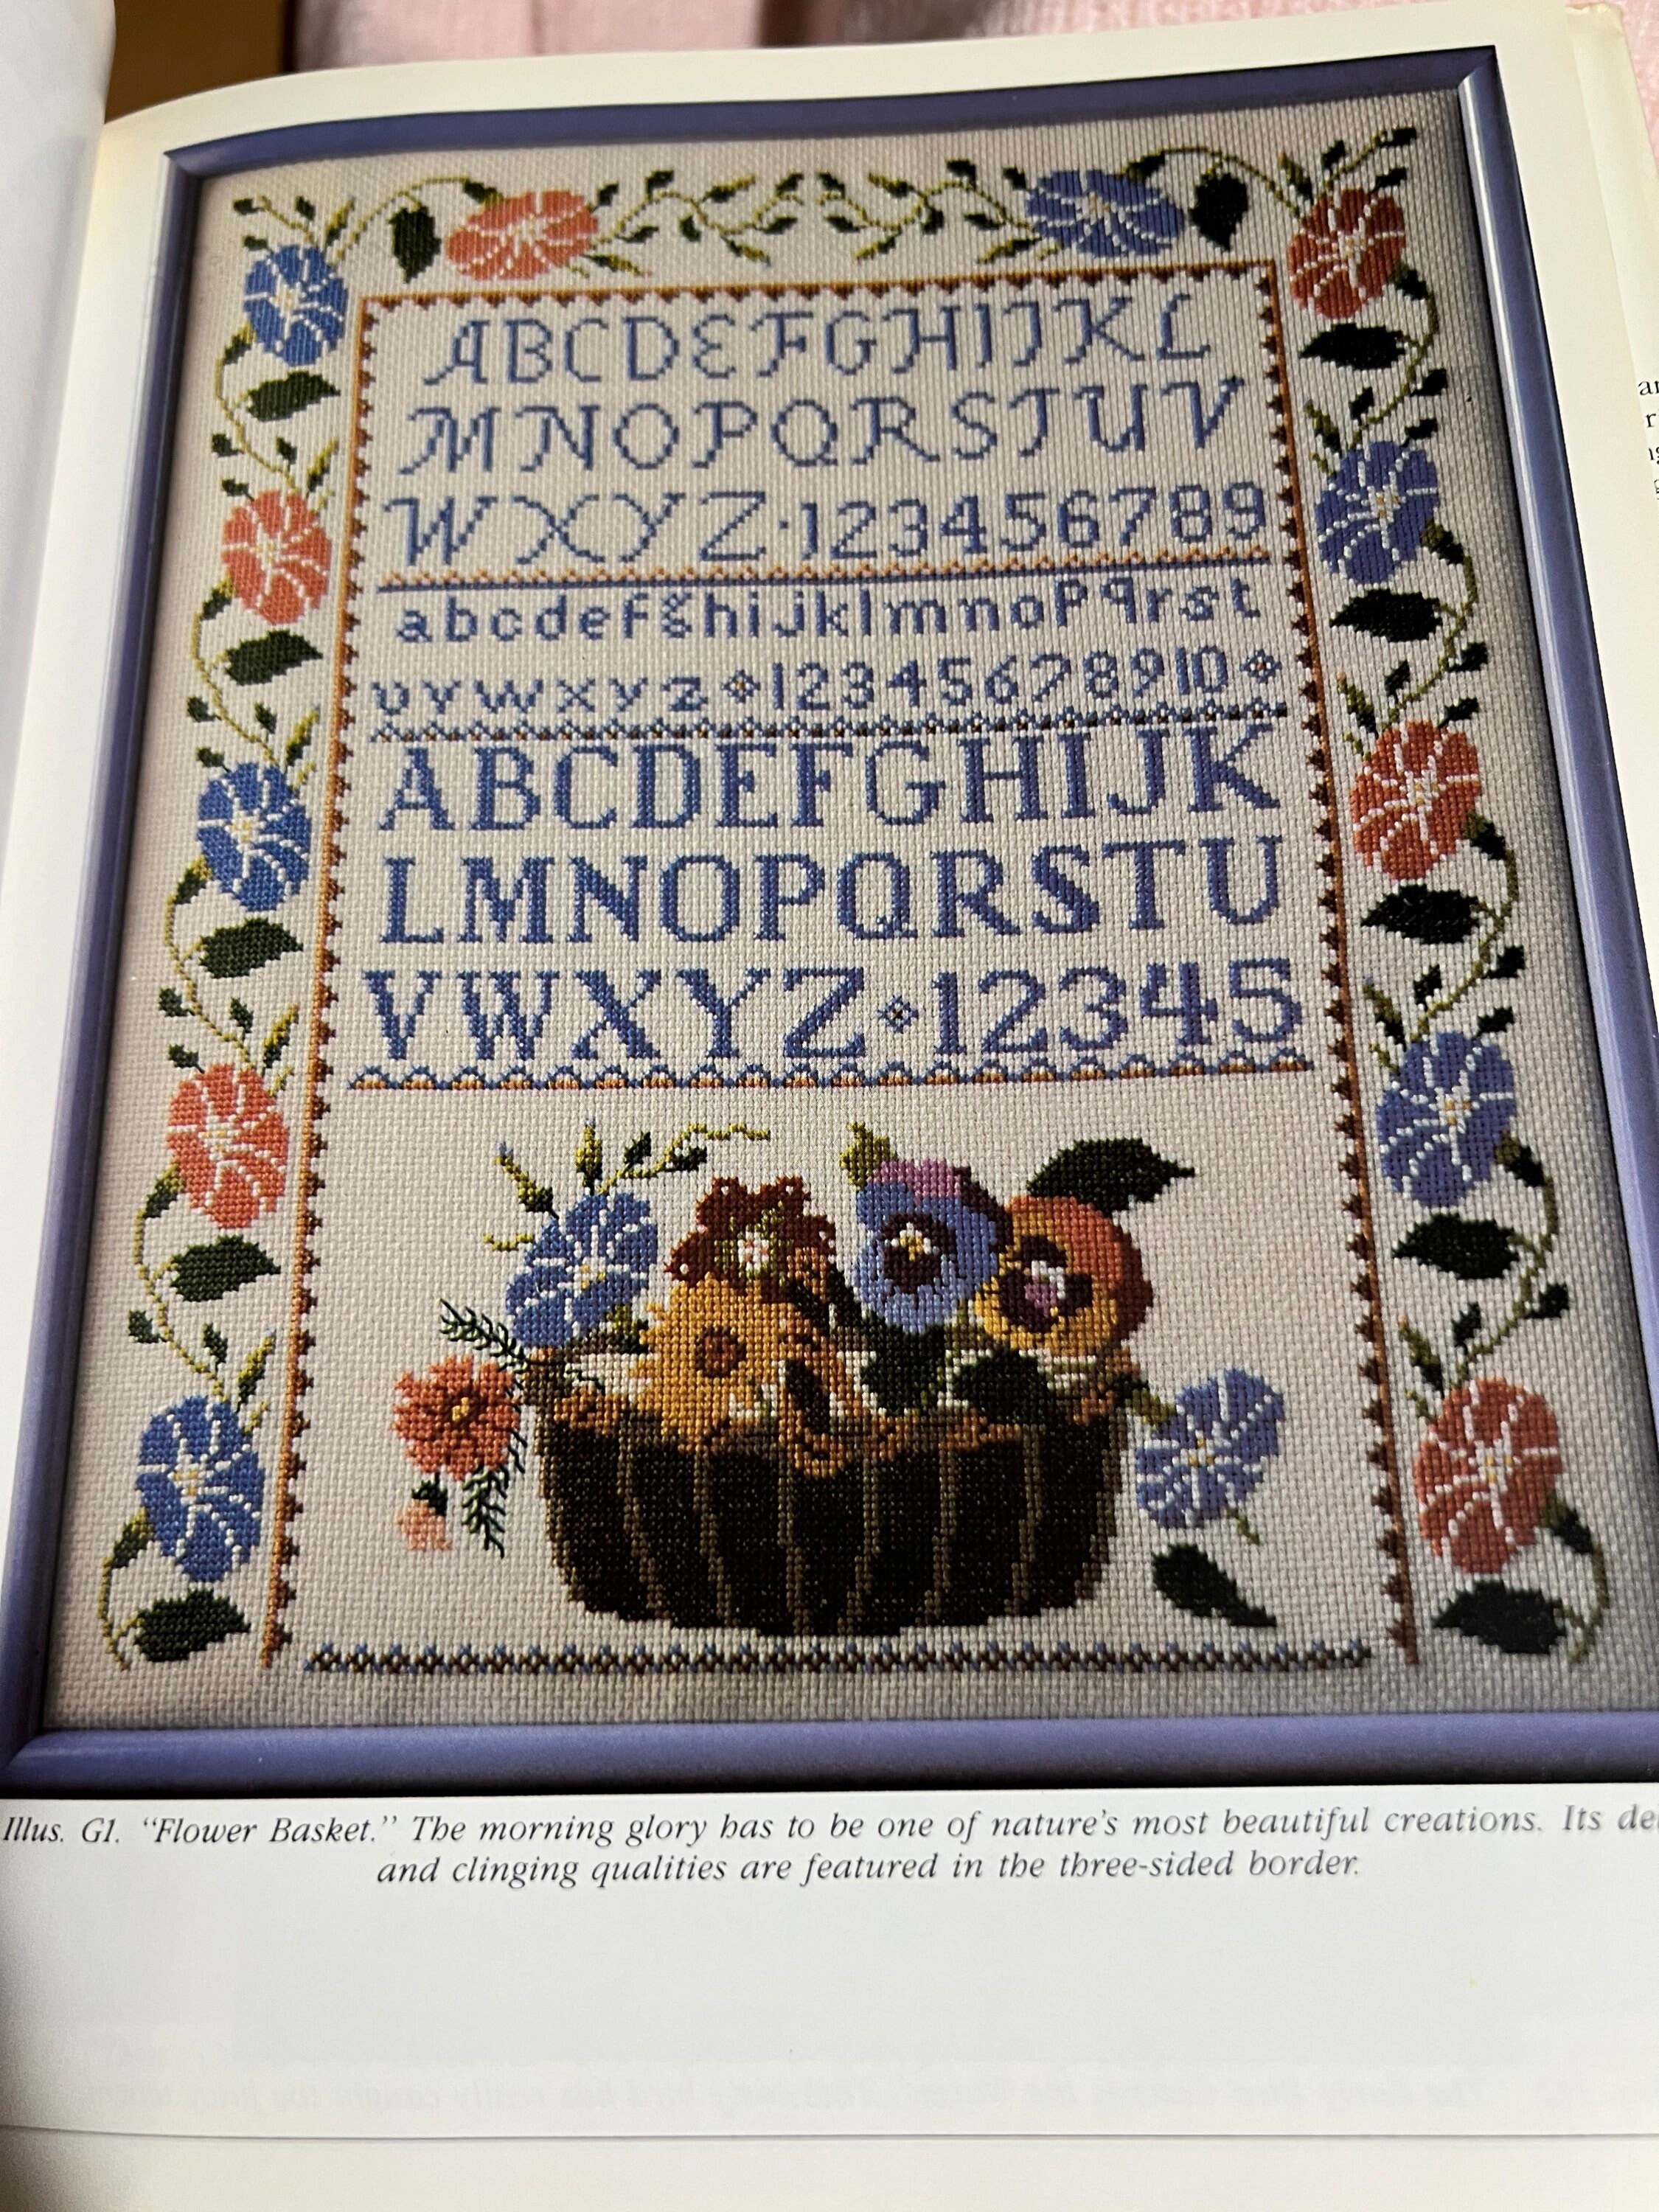 ABCDEFGHIJKL
MNOPQRSTUV
WXYZ·123456789
abcdefghijklmnopqrst
uvwxyz 12345678910
ABCDEFGHIJK
LMNOPQRSTU
VWXYZ 12345
Illus. G1. “Flower Basket.” The morning glory has to be one of nature’s most beautiful creations. Its
and clinging qualities are featured in the three-sided border.